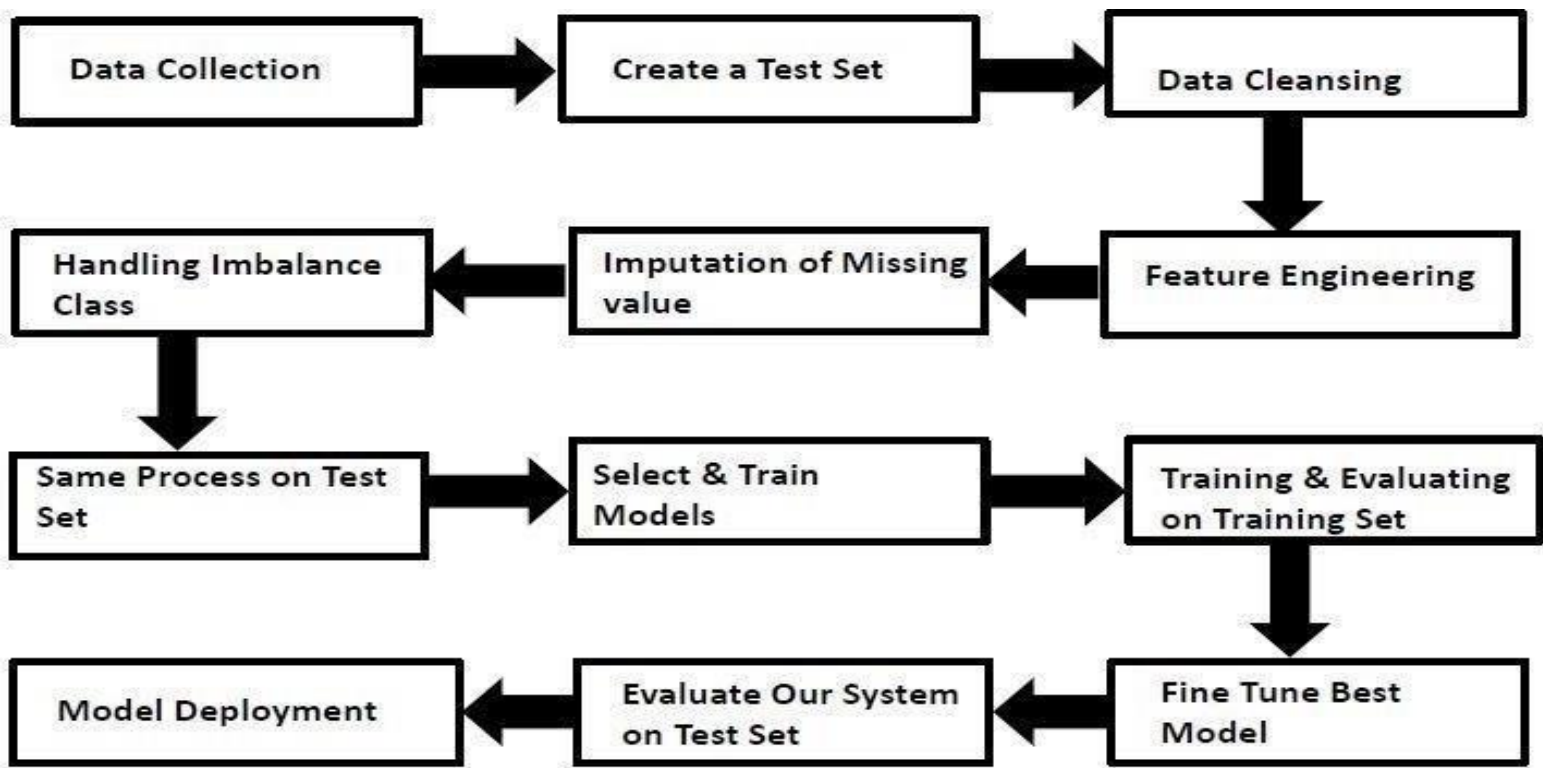 Data Collection
Create a Test Set
Data Cleansing
Feature Engineering
Imputation of Missing
value
Handling Imbalance
Class
Same Process on Test
Set
Select & Train
Models
Training & Evaluating
on Training Set
Fine Tune Best
Model
Evaluate Our System
on Test Set
Model Deployment